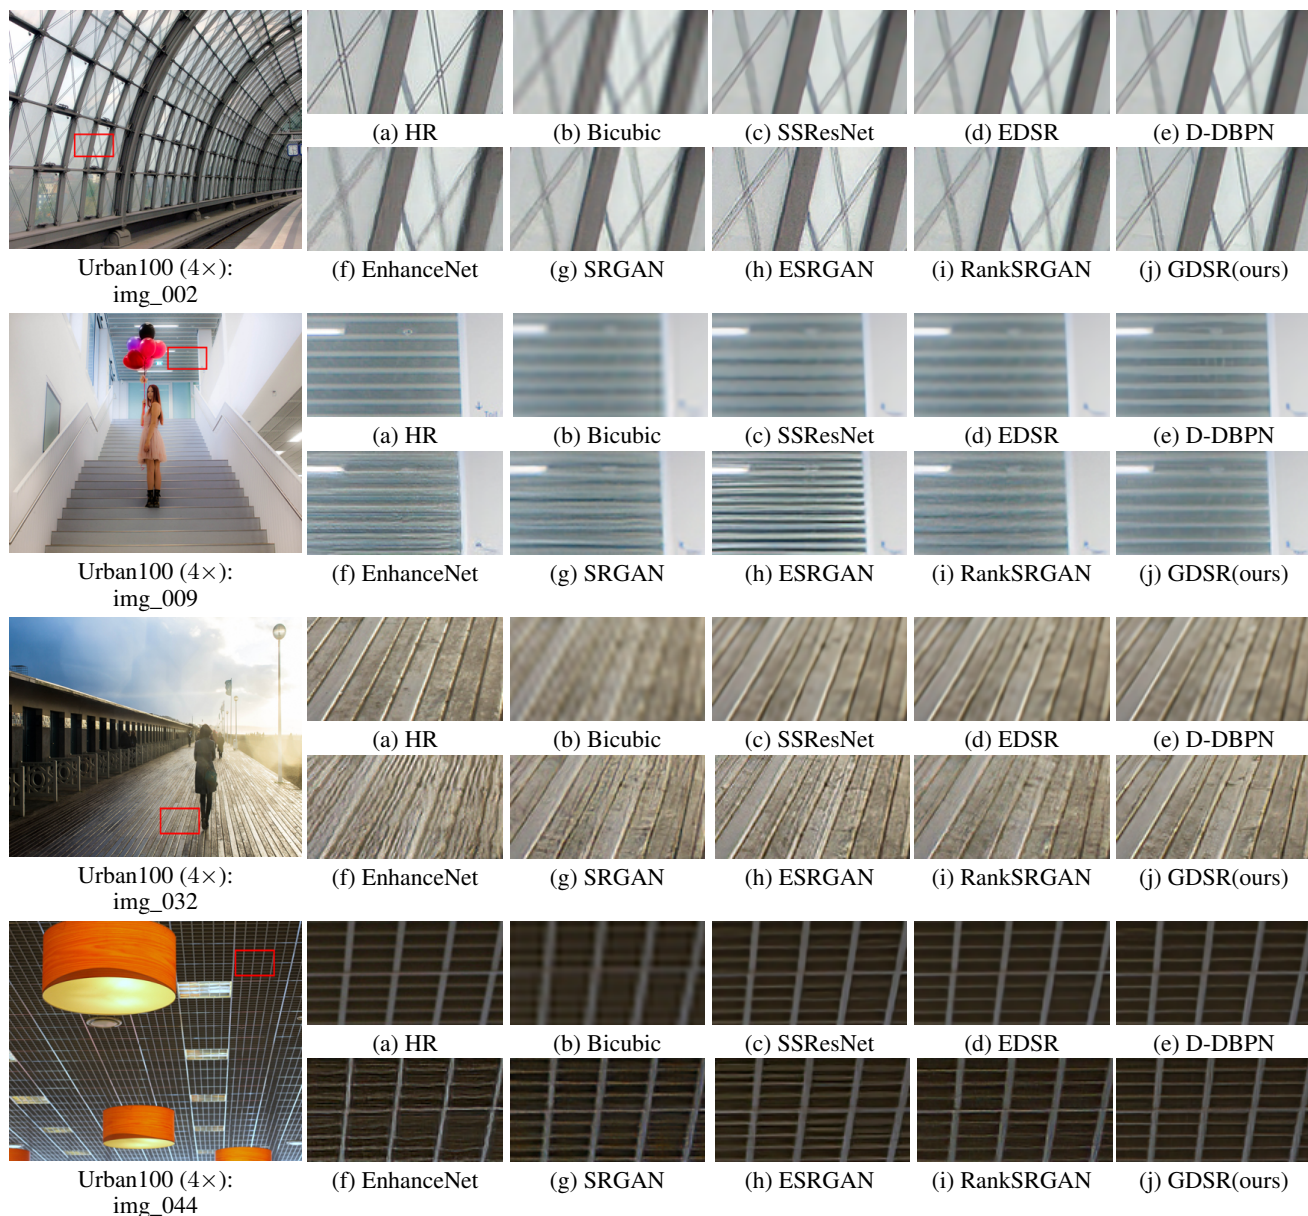 (a) HR
(b) Bicubic
(c) SSResNet
(d) EDSR
(e) D-DBPN
(f) EnhanceNet
(g) SRGAN
(h) ESRGAN
(i) RankSRGAN
(j) GDSR(ours)
Urban100 (4×):
img_002
(a) HR
(b) Bicubic
(c) SSResNet
(d) EDSR
(e) D-DBPN
(f) EnhanceNet
(g) SRGAN
(h) ESRGAN
(i) RankSRGAN
(j) GDSR(ours)
Urban100 (4×):
img_009
(a) HR
(b) Bicubic
(c) SSResNet
(d) EDSR
(e) D-DBPN
(f) EnhanceNet
(g) SRGAN
(h) ESRGAN
(i) RankSRGAN
(j) GDSR(ours)
Urban100 (4×):
img_032
(a) HR
(b) Bicubic
(c) SSResNet
(d) EDSR
(e) D-DBPN
(f) EnhanceNet
(g) SRGAN
(h) ESRGAN
(i) RankSRGAN
(j) GDSR(ours)
Urban100 (4×):
img_044